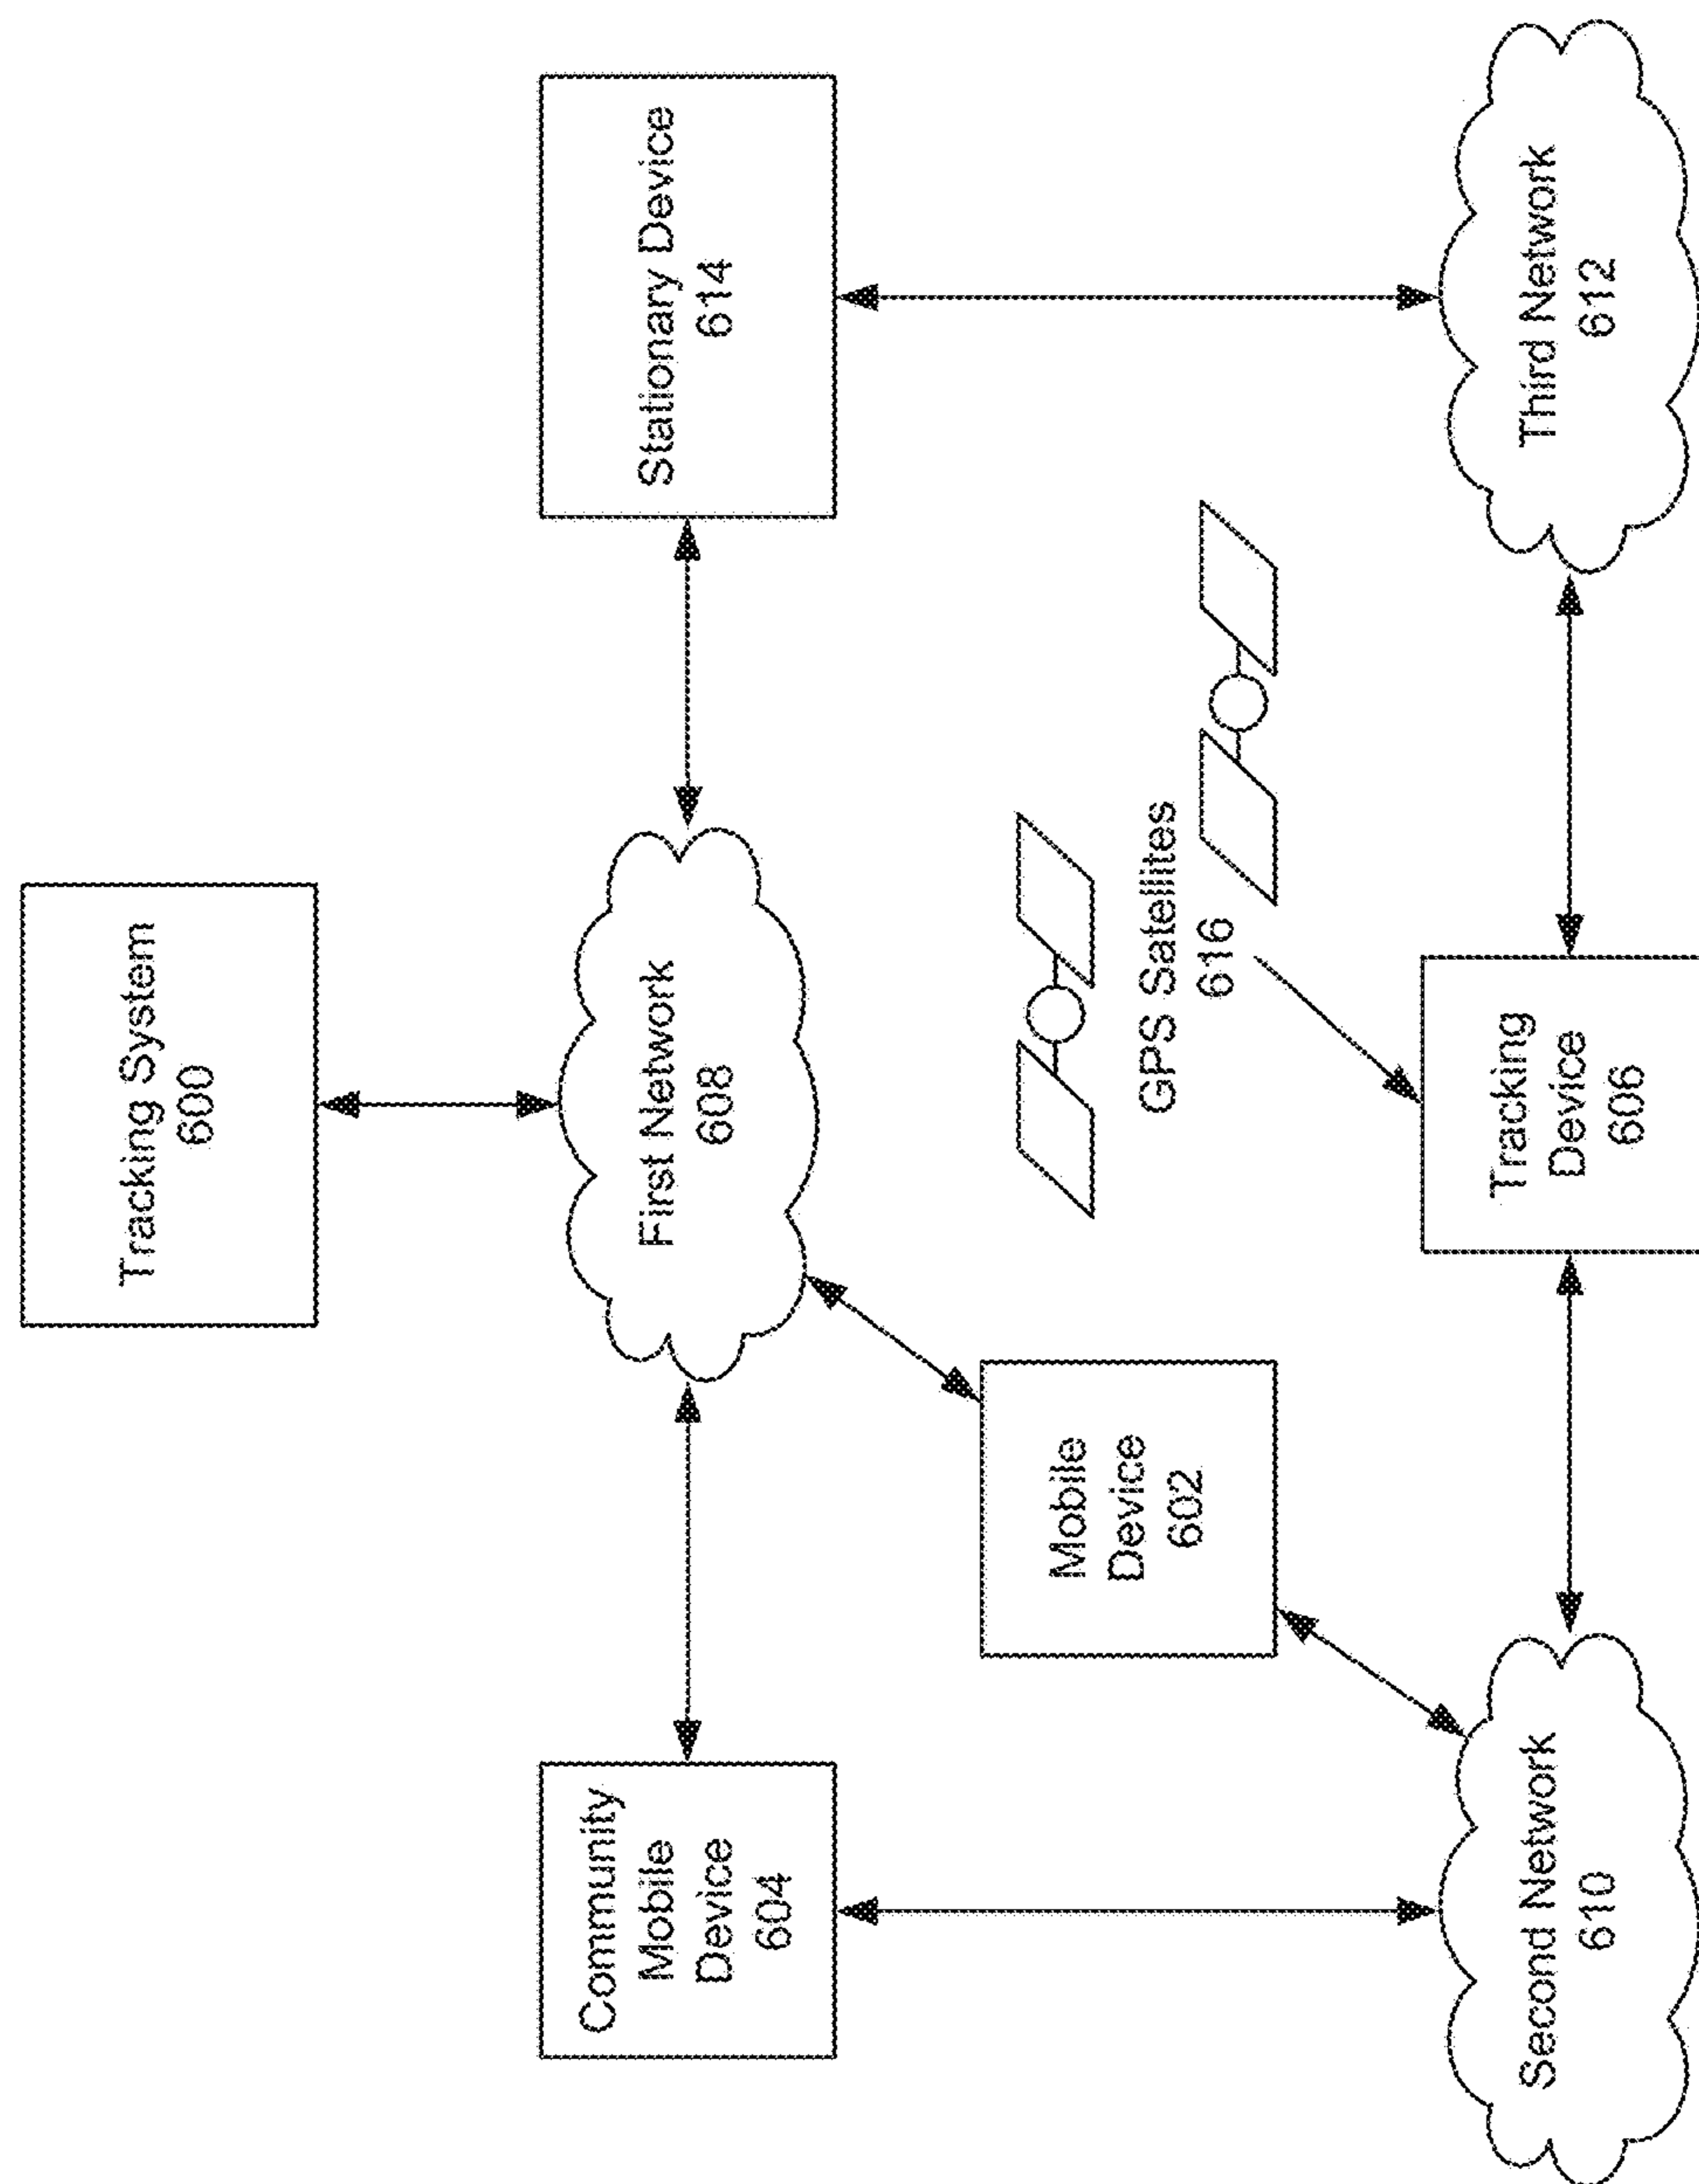 Tracking System
600
Community
Mobile
Device
604
First Network
608
Stationary Device
614
Mobile
Device
602
GPS Satellites
616
Second Network
610
Tracking
Device
606
Third Network
612